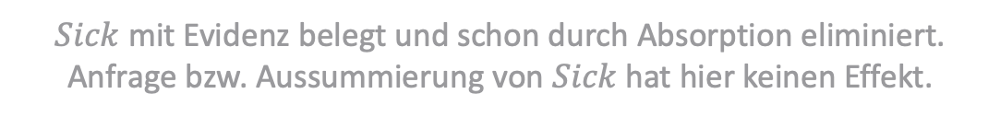 Sick mit Evidenz belegt und schon durch Absorption eliminiert.
Anfrage bzw. Aussummierung von Sick hat hier keinen Effekt.